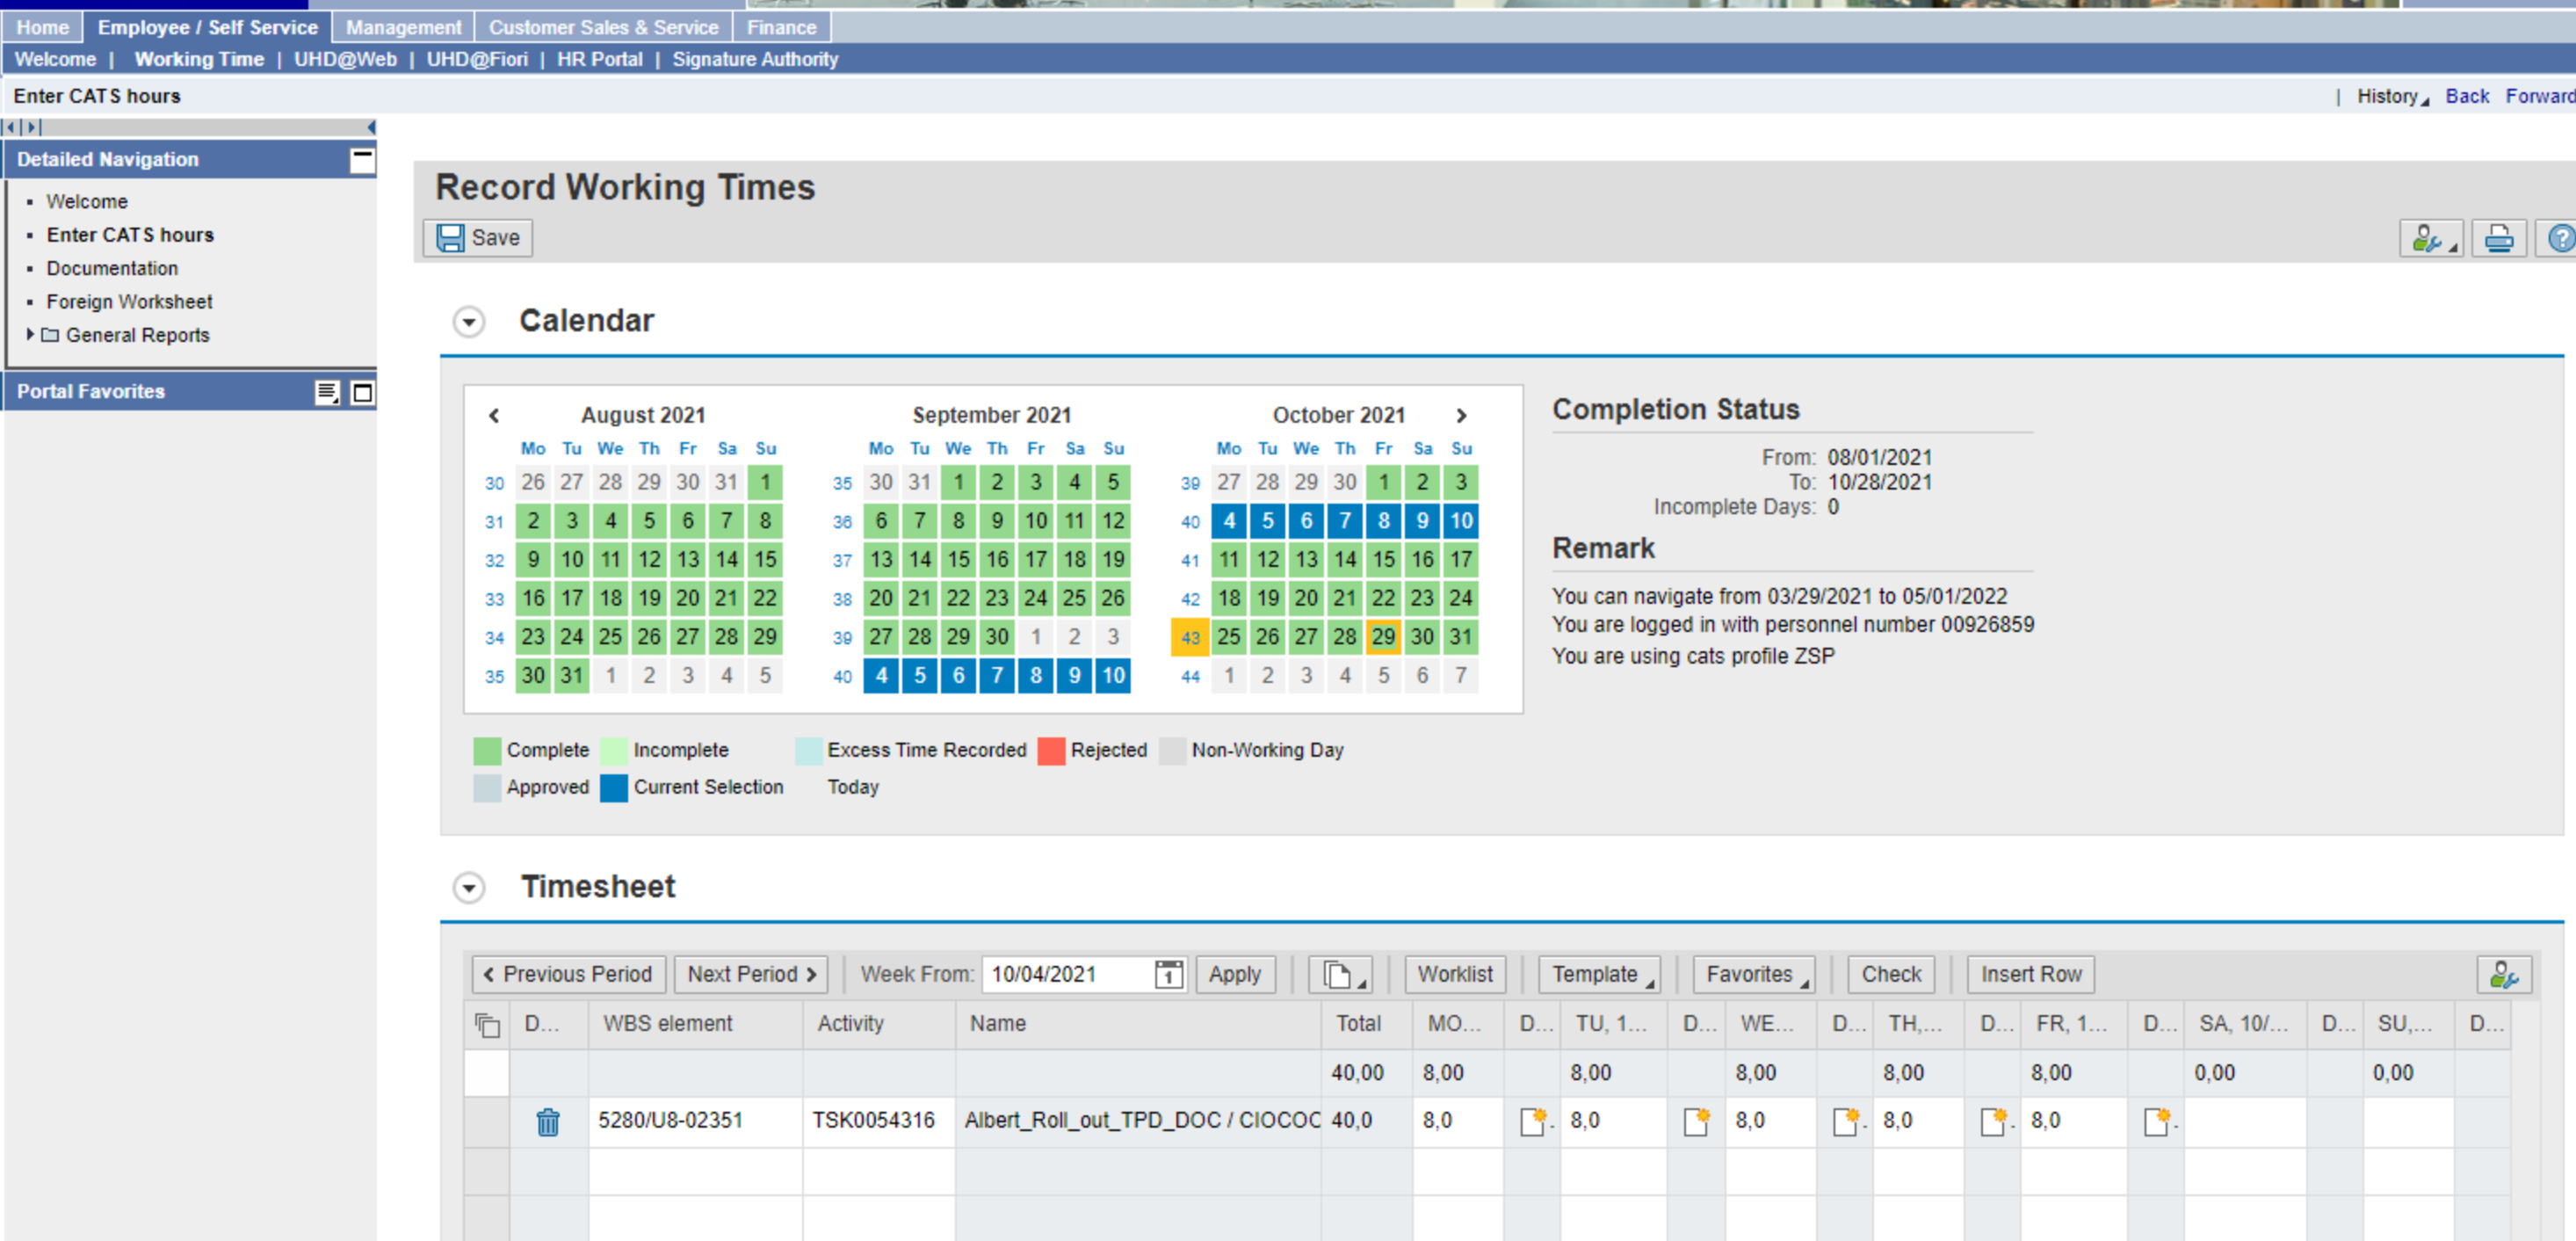 Home Employee / Self Service Management Customer Sales & Service Finance
Welcome | Working Time | UHD@Web | UHD@Fiori | HR Portal | Signature Authority
Enter CATS hours | History Back Forward
Detailed Navigation
Welcome
Enter CATS hours
Documentation
Foreign Worksheet
General Reports
Portal Favorites
Record Working Times
Save
Calendar
August 2021 September 2021 October 2021
Mo Tu We Th Fr Sa Su Mo Tu We Th Fr Sa Su Mo Tu We Th Fr Sa Su
30 26 27 28 29 30 31 1 35 30 31 1 2 3 4 5 39 27 28 29 30 1 2 3
31 2 3 4 5 6 7 8 36 6 7 8 9 10 11 12 40 4 5 6 7 8 9 10
32 9 10 11 12 13 14 15 37 13 14 15 16 17 18 19 41 11 12 13 14 15 16 17
33 16 17 18 19 20 21 22 38 20 21 22 23 24 25 26 42 18 19 20 21 22 23 24
34 23 24 25 26 27 28 29 39 27 28 29 30 1 2 3 43 25 26 27 28 29 30 31
35 30 31 1 2 3 4 5 40 4 5 6 7 8 9 10 44 1 2 3 4 5 6 7
Complete Incomplete Excess Time Recorded Rejected Non-Working Day
Approved Current Selection Today
Completion Status
From: 08/01/2021
To: 10/28/2021
Incomplete Days: 0
Remark
You can navigate from 03/29/2021 to 05/01/2022
You are logged in with personnel number 00926859
You are using cats profile ZSP
Timesheet
Previous Period Next Period Week From: 10/04/2021 1 Apply Worklist Template Favorites Check Insert Row
D... WBS element Activity Name Total MO... D... TU, 1... D... WE... D... TH,... D... FR, 1... D... SA, 10/... D... SU,... D...
40,00 8,00 8,00 8,00 8,00 8,00 0,00 0,00
5280/U8-02351 TSK0054316 Albert_Roll_out_TPD_DOC / CIOCOC 40,0 8,0 8,0 8,0 8,0 8,0